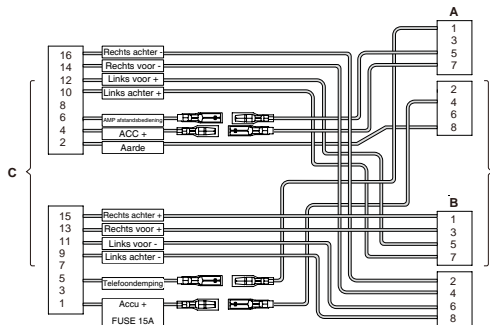 A
1
3
5
7
2
4
6
8
B
1
3
5
7
2
4
6
8
C
16
14
12
10
8
6
4
2
Rechts achter -
Rechts voor -
Links voor +
Links achter +
AMP afstandsbediening
ACC +
Aarde
15
13
11
9
7
5
3
1
Rechts achter +
Rechts voor +
Links voor -
Links achter -
Telefoondemping
Accu +
FUSE 15A